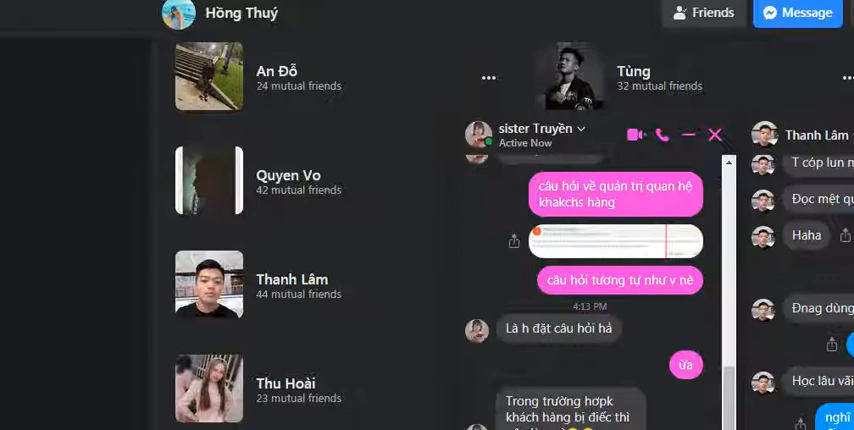 Hồng Thuý
Friends
Message
An Đỗ
24 mutual friends
Tùng
32 mutual friends
Quyen Vo
42 mutual friends
Thanh Lâm
44 mutual friends
Thu Hoài
23 mutual friends
sister Truyền
Active Now
câu hỏi về quản trị quan hệ
khakchs hàng
câu hỏi tương tự như v nè
4:13 PM
Là h đặt câu hỏi hả
ừa
Trong trường hơpk
khách hàng bị điếc thì
Thanh Lâm
T cóp lun
Đọc mệt
Haha
Đnag dùng
Học lâu vãi
nghĩ